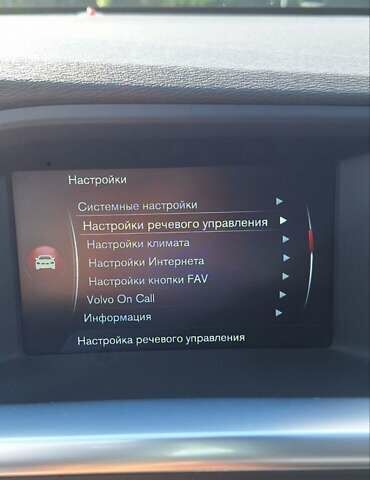 Настройки
Системные настройки
Настройки речевого управления
Настройки климата
Настройки Интернета
Настройки кнопки FAV
Volvo On Call
Информация
Настройка речевого управления